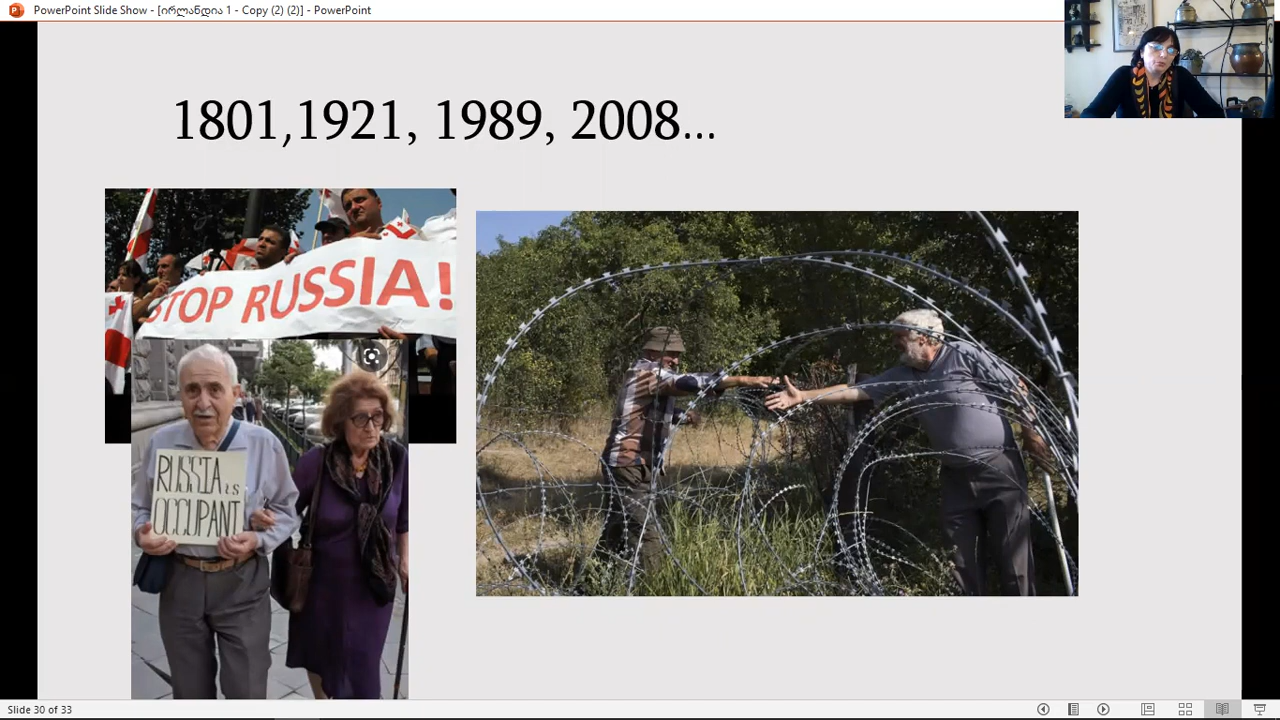 PowerPoint Slide Show - [ირლანდია 1 - Copy (2) (2)] - PowerPoint
1801,1921, 1989, 2008...
STOP RUSSIA!
RUSSIA is
OCCUPANT
Slide 30 of 33